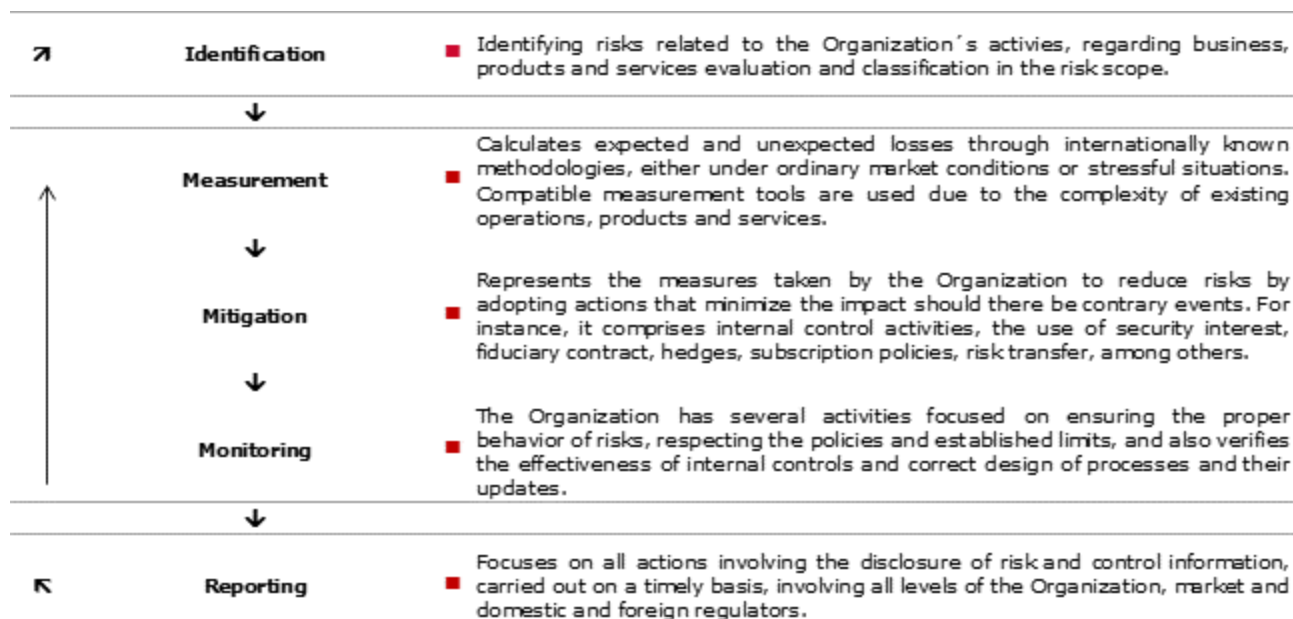 Identification
Identifying risks related to the Organization´s activies, regarding business,
products and services evaluation and classification in the risk scope.
Measurement
Calculates expected and unexpected losses through internationally known
methodologies, either under ordinary market conditions or stressful situations.
Compatible measurement tools are used due to the complexity of existing
operations, products and services.
Mitigation
Represents the measures taken by the Organization to reduce risks by
adopting actions that minimize the impact should there be contrary events. For
instance, it comprises internal control activities, the use of security interest,
fiduciary contract, hedges, subscription policies, risk transfer, among others.
Monitoring
The Organization has several activities focused on ensuring the proper
behavior of risks, respecting the policies and established limits, and also verifies
the effectiveness of internal controls and correct design of processes and their
updates.
Reporting
Focuses on all actions involving the disclosure of risk and control information,
carried out on a timely basis, involving all levels of the Organization, market and
domestic and foreign regulators.